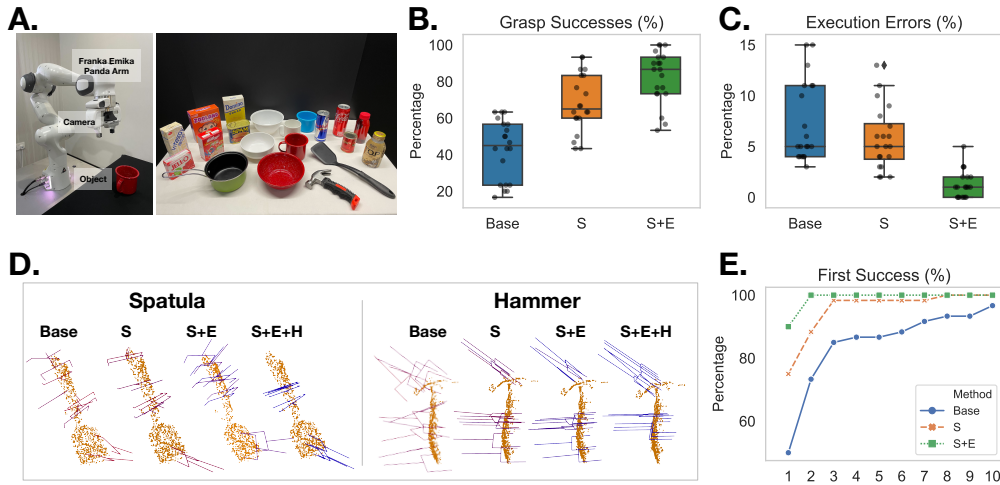 A.
Franka Emika
Panda Arm
Camera
Object
JELL-O
Domino
B.
Grasp Successes (%)
Percentage
100
80
60
40
20
Base
S
S+E
C.
Execution Errors (%)
Percentage
15
10
5
0
Base
S
S+E
D.
Spatula
Base
S
S+E
S+E+H
Hammer
Base
S
S+E
S+E+H
E.
First Success (%)
Percentage
100
80
60
1
2
3
4
5
6
7
8
9
10
Method
Base
S
S+E